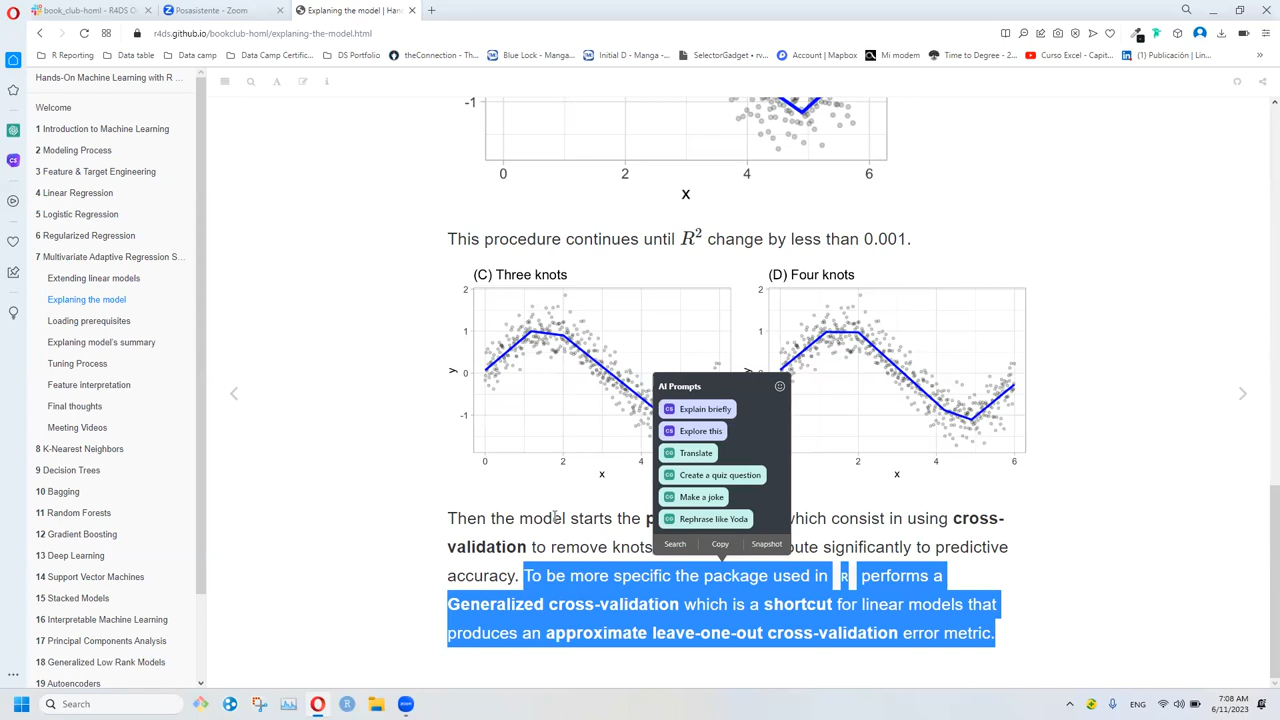 book_club-homl - R4DS O
Posasistente - Zoom
Explaning the model | Han
r4ds.github.io/bookclub-homl/explaning-the-model.html
R Reporting
Data table
Data camp
Data Camp Certific...
DS Portfolio
theConnection - Th...
Blue Lock - Manga...
Initial D - Manga -...
SelectorGadget • rv...
Account | Mapbox
Mi modem
Time to Degree - 2...
Curso Excel - Capit...
(1) Publicación | Lin...
Hands-On Machine Learning with R ...
Welcome
1 Introduction to Machine Learning
2 Modeling Process
3 Feature & Target Engineering
4 Linear Regression
5 Logistic Regression
6 Regularized Regression
7 Multivariate Adaptive Regression S...
Extending linear models
Explaning the model
Loading prerequisites
Explaning model's summary
Tuning Process
Feature interpretation
Final thoughts
Meeting Videos
8 K-Nearest Neighbors
9 Decision Trees
10 Bagging
11 Random Forests
12 Gradient Boosting
13 Deep Learning
14 Support Vector Machines
15 Stacked Models
16 Interpretable Machine Learning
17 Principal Components Analysis
18 Generalized Low Rank Models
19 Autoencoders
-1
0 2 4 6
x
This procedure continues until R² change by less than 0.001.
(C) Three knots
2
1
0
-1
y
0 2 4
x
(D) Four knots
2
1
y
2 4 6
x
AI Prompts
Explain briefly
Explore this
Translate
Create a quiz question
Make a joke
Rephrase like Yoda
Search Copy Snapshot
Then the model starts the p which consist in using cross-
validation to remove knots bute significantly to predictive
accuracy. To be more specific the package used in R performs a
Generalized cross-validation which is a shortcut for linear models that
produces an approximate leave-one-out cross-validation error metric.
Search
ENG
7:08 AM
6/11/2023